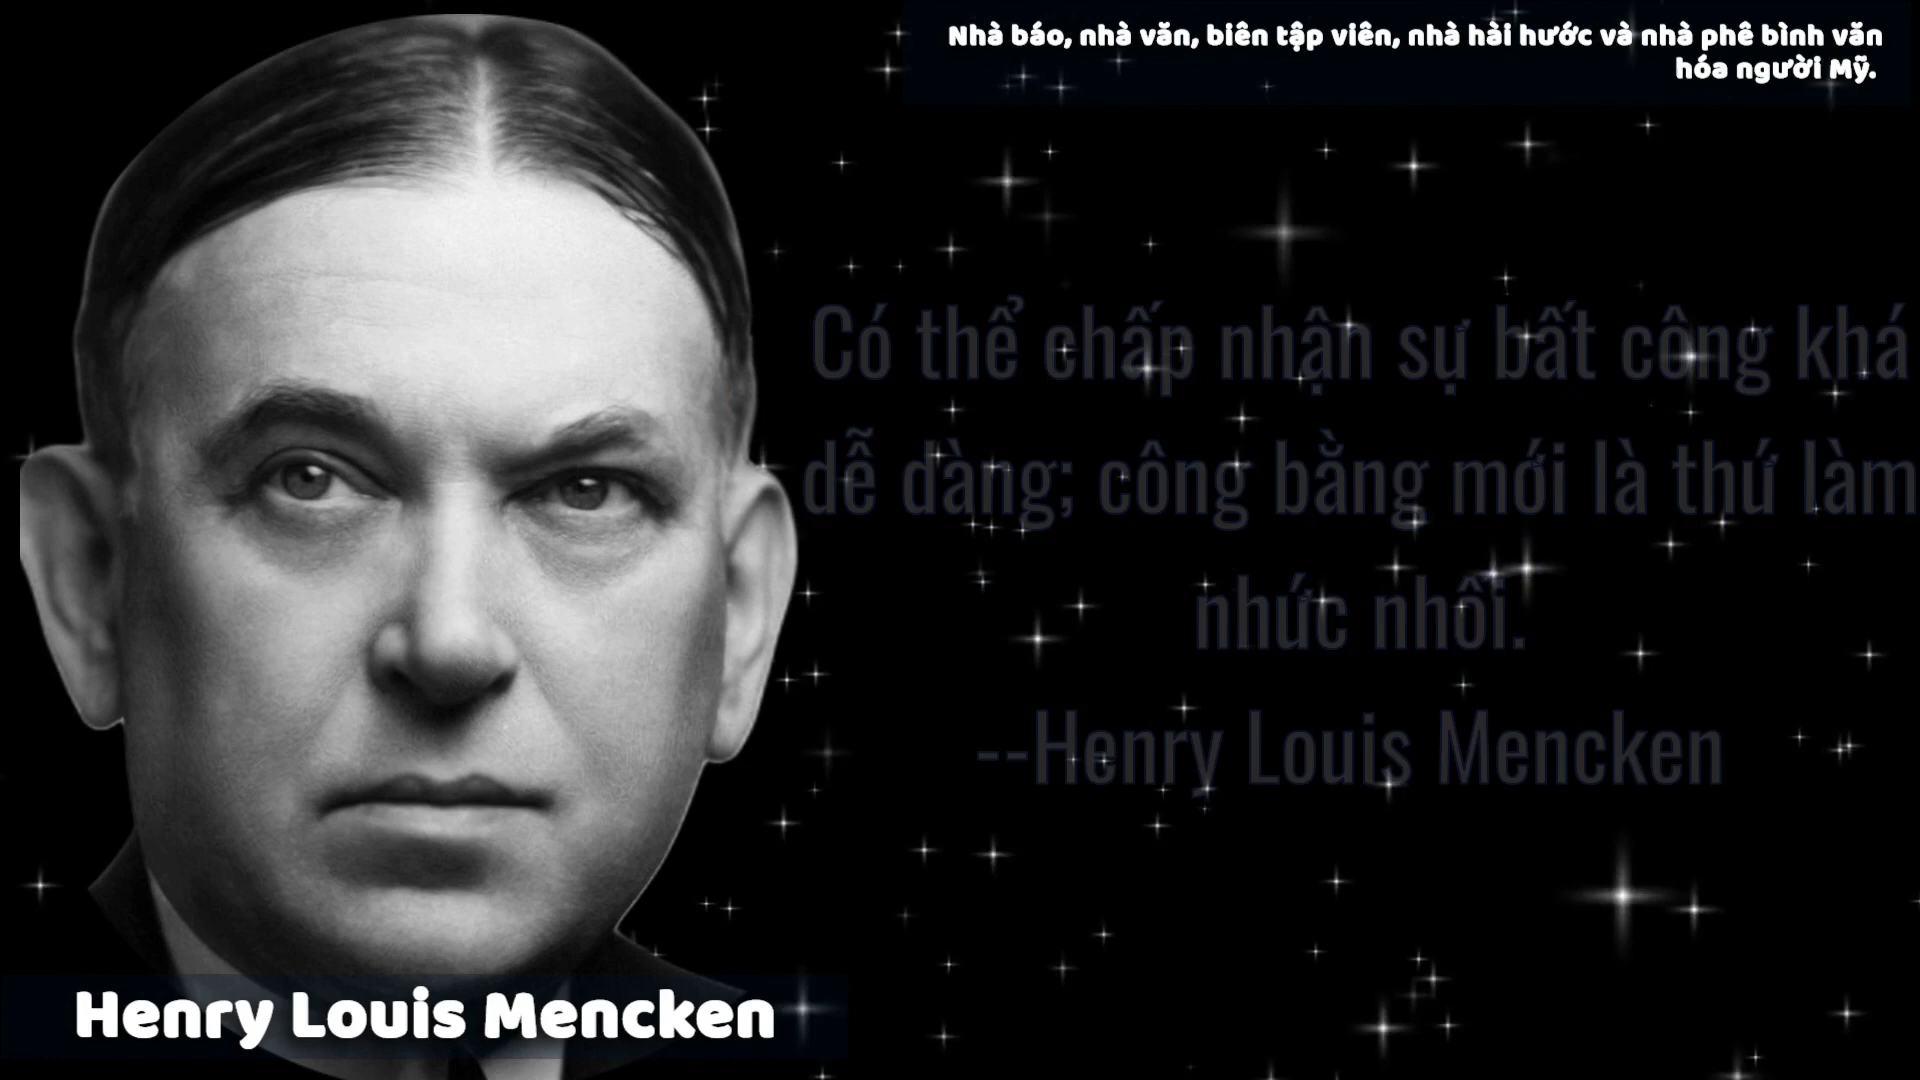 Nhà báo, nhà văn, biên tập viên, nhà hài hước và nhà phê bình văn
hóa người Mỹ.
Có thể chấp nhận sự bất công khá
dễ dàng; công bằng mới là thứ làm
nhức nhối.
--Henry Louis Mencken
Henry Louis Mencken